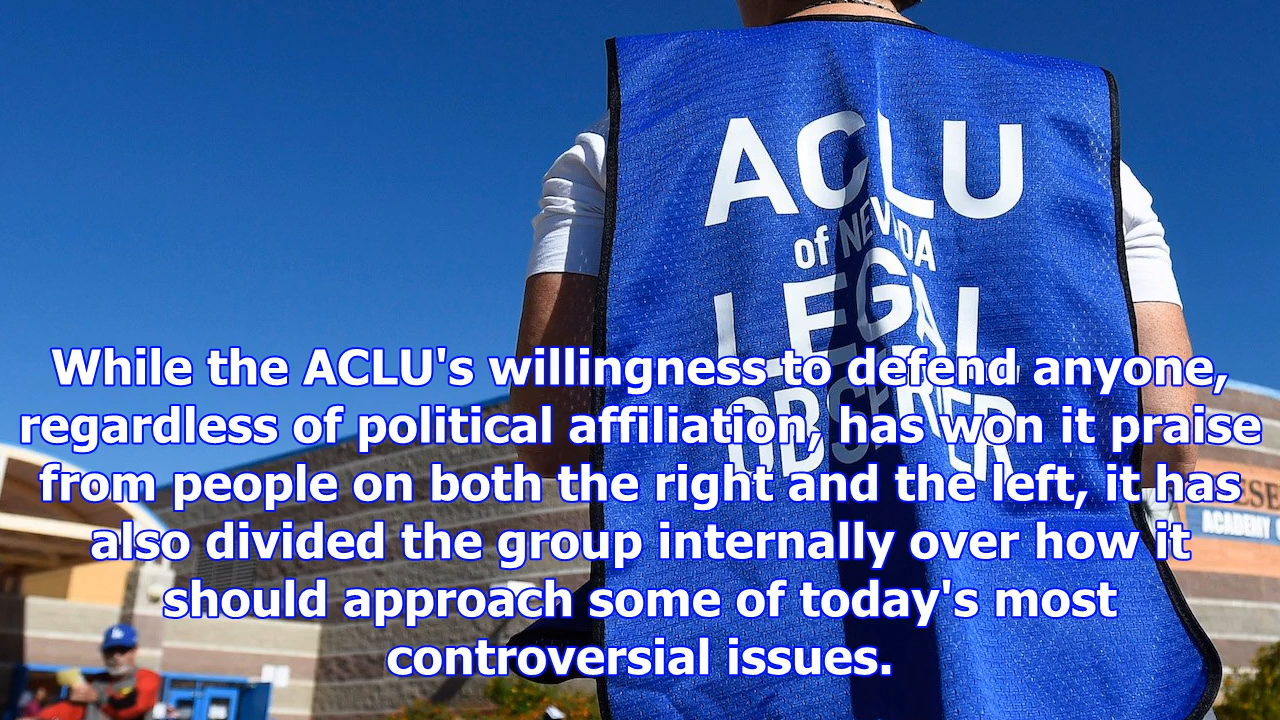 ACLU
of NEVADA
LEGAL
OBSERVER
While the ACLU's willingness to defend anyone,
regardless of political affiliation, has won it praise
from people on both the right and the left, it has
also divided the group internally over how it
should approach some of today's most
controversial issues.
ACADEMY